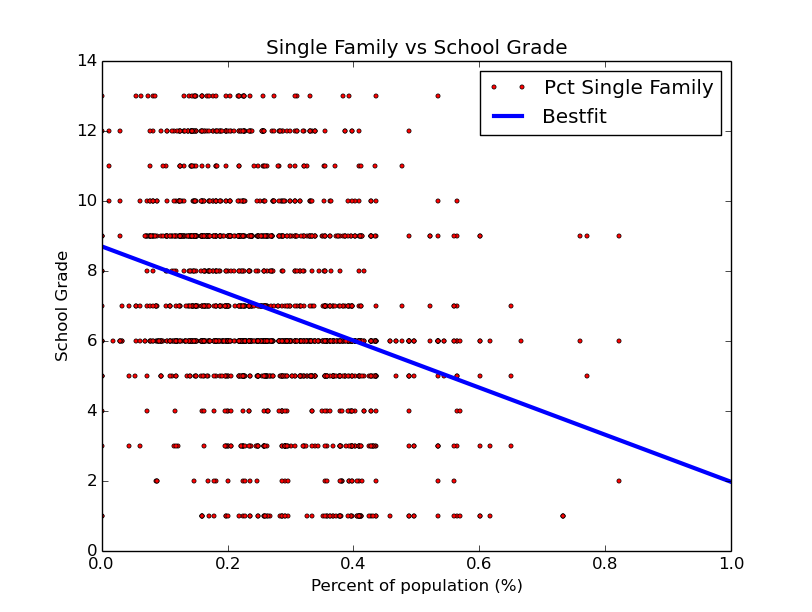 Single Family vs School Grade
Pct Single Family
Bestfit
School Grade
14
12
10
8
6
4
2
0
0.0 0.2 0.4 0.6 0.8 1.0
Percent of population (%)